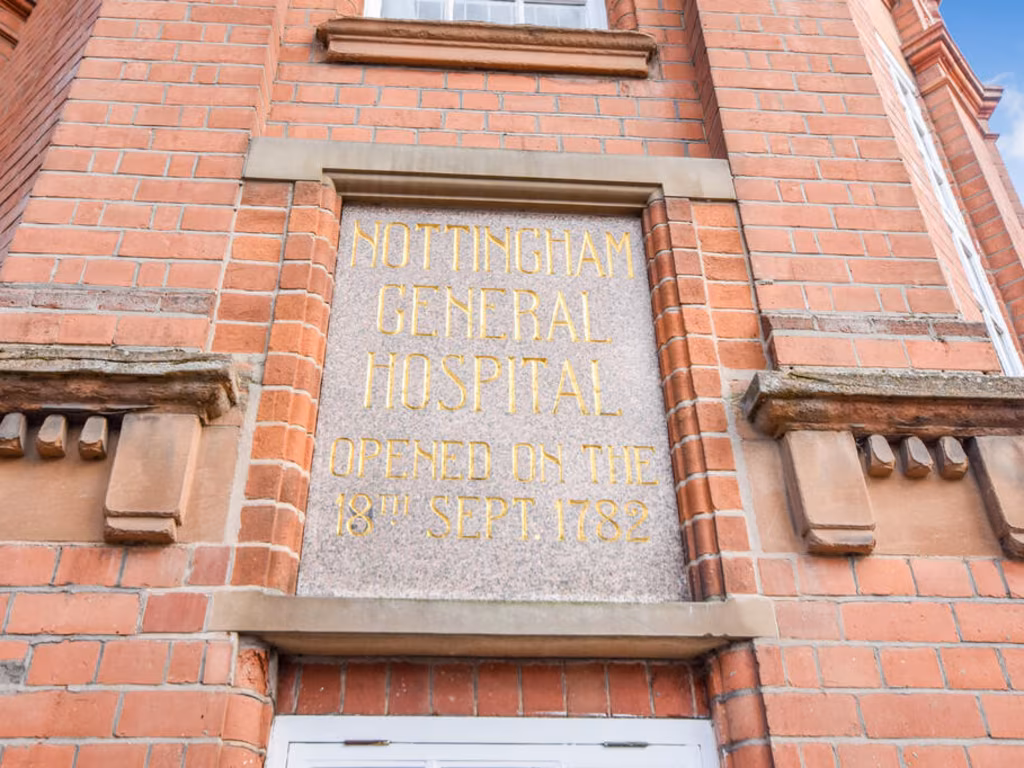 NOTTINGHAM
GENERAL
HOSPITAL
OPENED ON THE
18TH SEPT. 1782